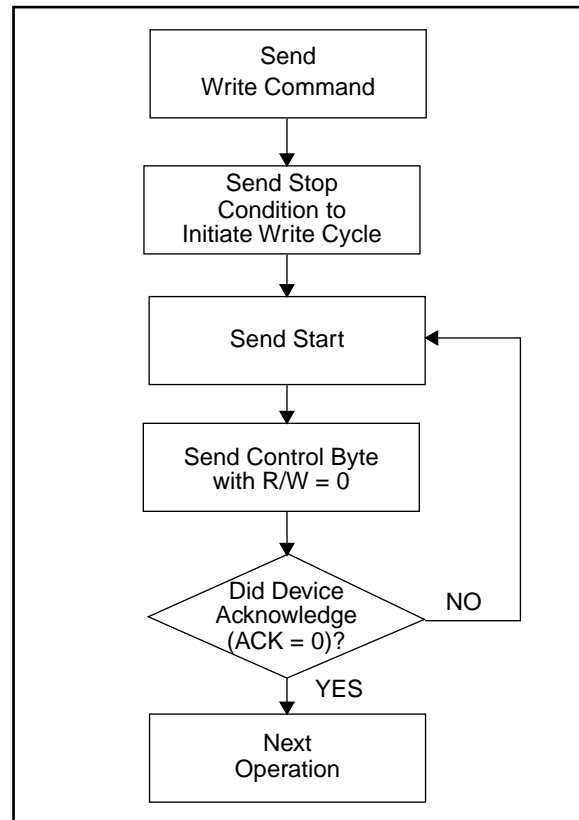 Send
Write Command
Send Stop
Condition to
Initiate Write Cycle
Send Start
Send Control Byte
with R/W = 0
Did Device
Acknowledge
(ACK = 0)?
NO
YES
Next
Operation